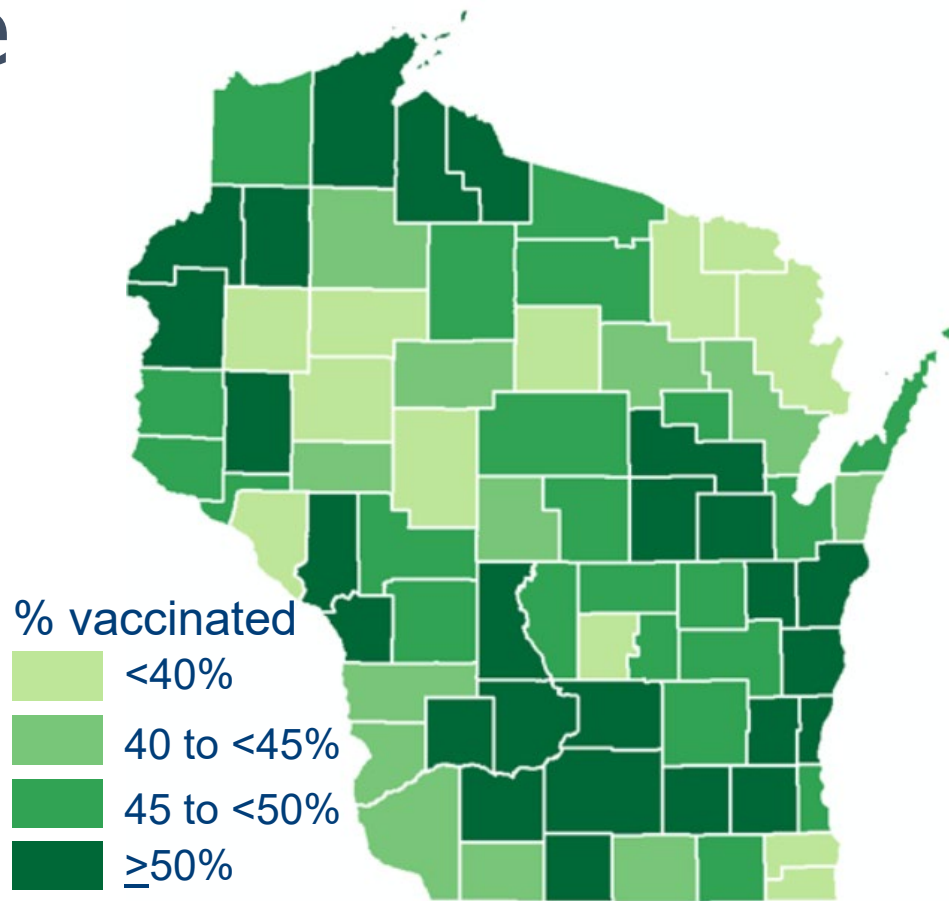 e
% vaccinated
<40%
40 to <45%
45 to <50%
≥50%